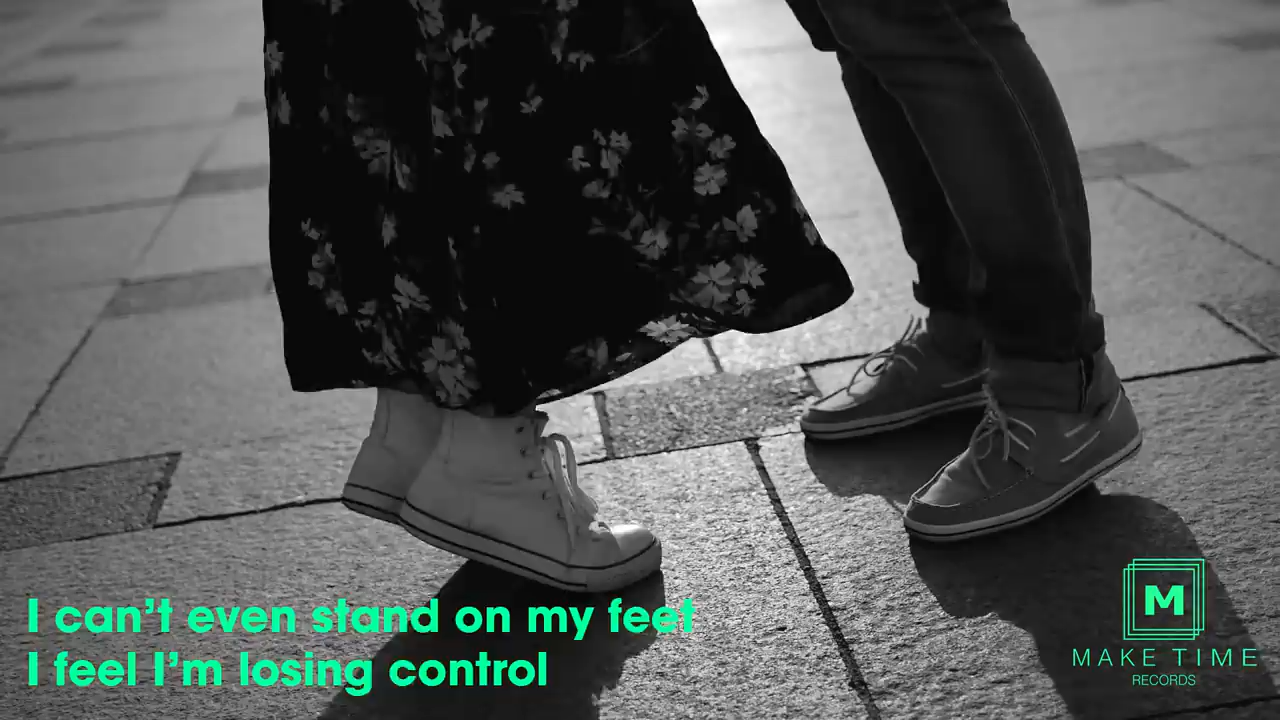 I can't even stand on my feet
I feel I'm losing control
M
MAKE TIME
RECORDS